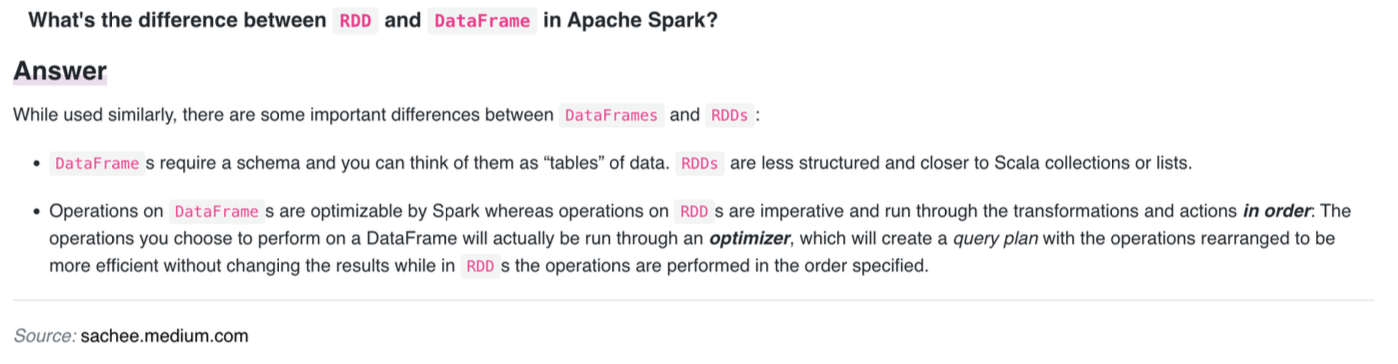 What's the difference between RDD and DataFrame in Apache Spark?
Answer
While used similarly, there are some important differences between DataFrames and RDDs :
• DataFrame s require a schema and you can think of them as “tables” of data. RDDs are less structured and closer to Scala collections or lists.
• Operations on DataFrame s are optimizable by Spark whereas operations on RDD s are imperative and run through the transformations and actions in order. The
operations you choose to perform on a DataFrame will actually be run through an optimizer, which will create a query plan with the operations rearranged to be
more efficient without changing the results while in RDD s the operations are performed in the order specified.
Source: sachee.medium.com